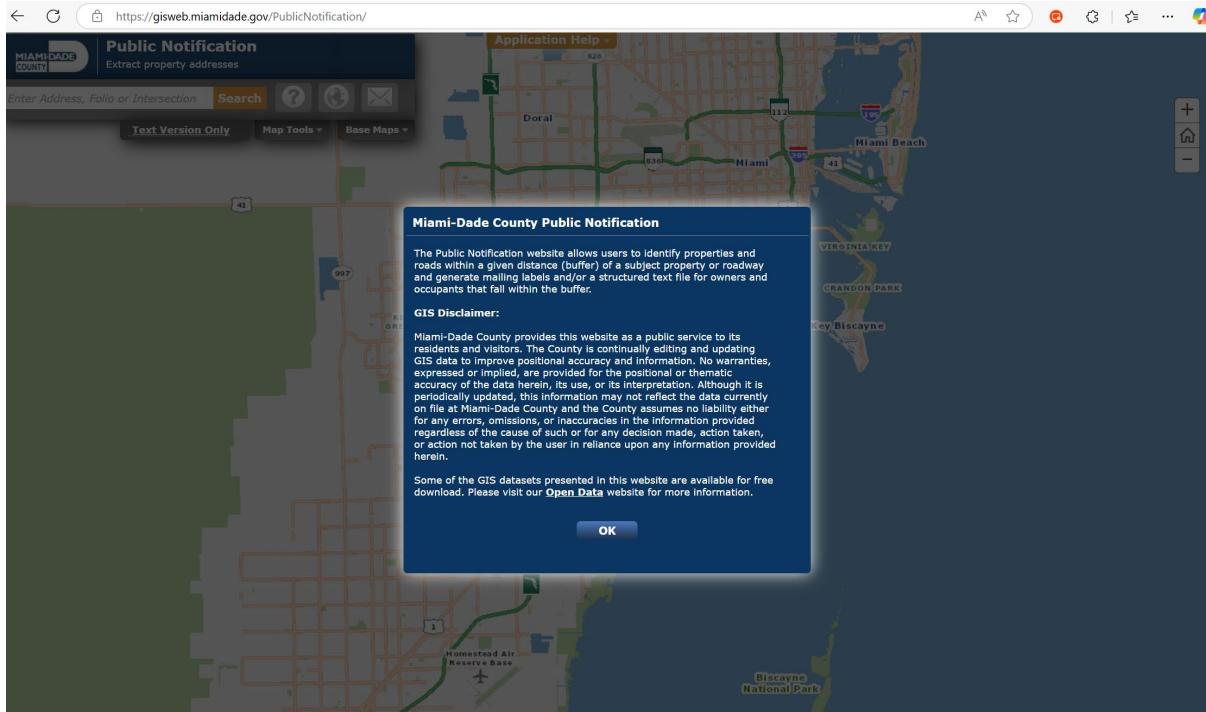 https://gisweb.miamidade.gov/PublicNotification/
MIAMI-DADE
COUNTY
Public Notification
Extract property addresses
Application Help
Enter Address, Folio or Intersection
Search
Text Version Only
Map Tools
Base Maps
826
Doral
112
195
Miami Beach
836
Miami
395
41
41
VIRGINIA KEY
997
CRANDON PARK
Key Biscayne
Miami-Dade County Public Notification
The Public Notification website allows users to identify properties and
roads within a given distance (buffer) of a subject property or roadway
and generate mailing labels and/or a structured text file for owners and
occupants that fall within the buffer.
GIS Disclaimer:
Miami-Dade County provides this website as a public service to its
residents and visitors. The County is continually editing and updating
GIS data to improve positional accuracy and information. No warranties,
expressed or implied, are provided for the positional or thematic
accuracy of the data herein, its use, or its interpretation. Although it is
periodically updated, this information may not reflect the data currently
on file at Miami-Dade County and the County assumes no liability either
for any errors, omissions, or inaccuracies in the information provided
regardless of the cause of such or for any decision made, action taken,
or action not taken by the user in reliance upon any information provided
herein.
Some of the GIS datasets presented in this website are available for free
download. Please visit our Open Data website for more information.
OK
1
Homestead Air
Reserve Base
Biscayne
National Park